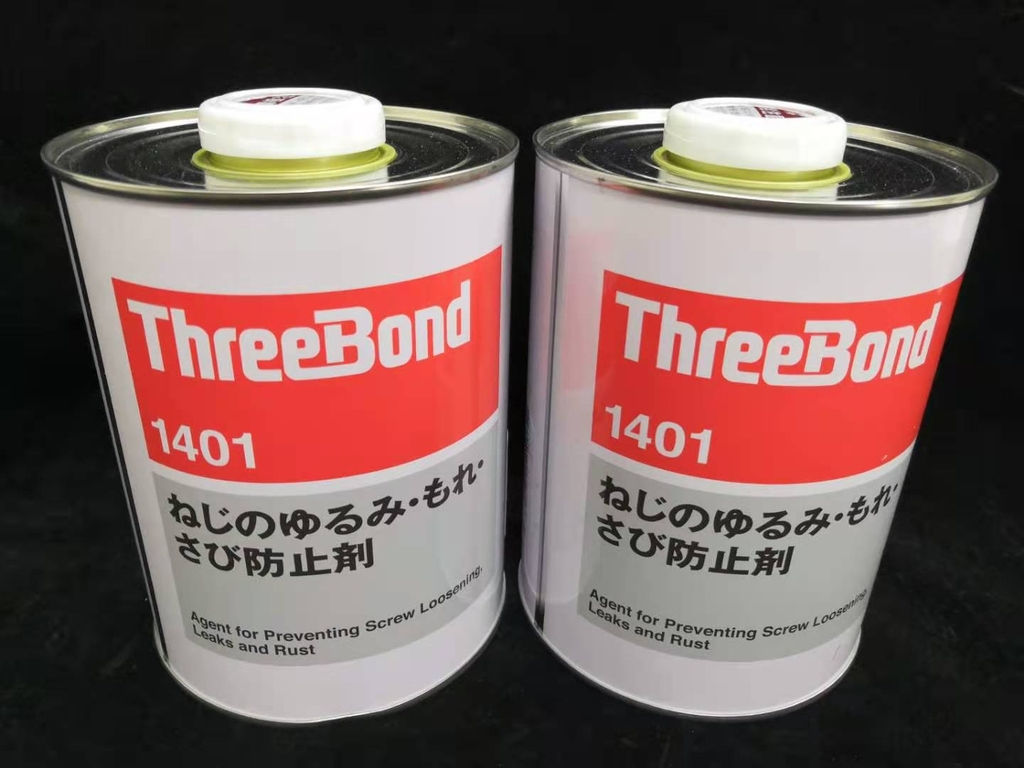 ThreeBond
1401
ねじのゆるみ・もれ・
さび防止剤
Agent for Preventing Screw Loosening,
Leaks and Rust
ThreeBond
1401
ねじのゆるみ・もれ・
さび防止剤
Agent for Preventing Screw Loosening,
Leaks and Rust